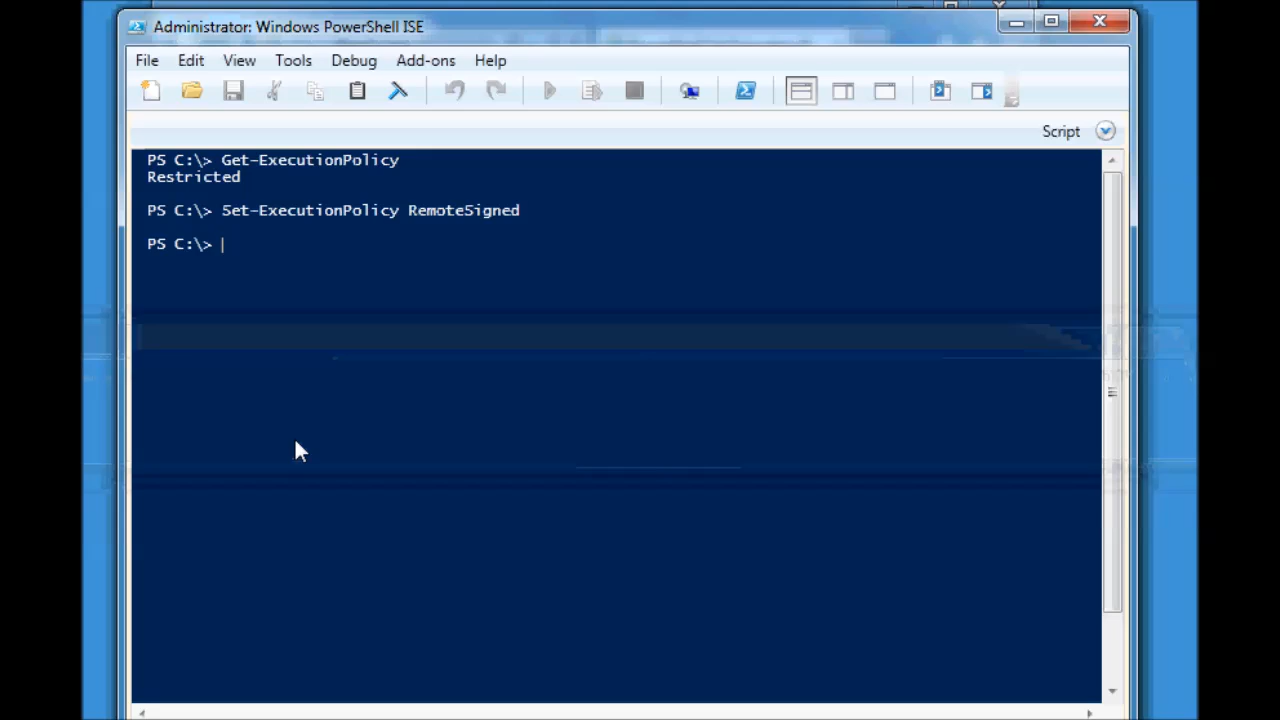 Administrator: Windows PowerShell ISE
File Edit View Tools Debug Add-ons Help
Script
PS C:\> Get-ExecutionPolicy
Restricted
PS C:\> Set-ExecutionPolicy RemoteSigned
PS C:\>